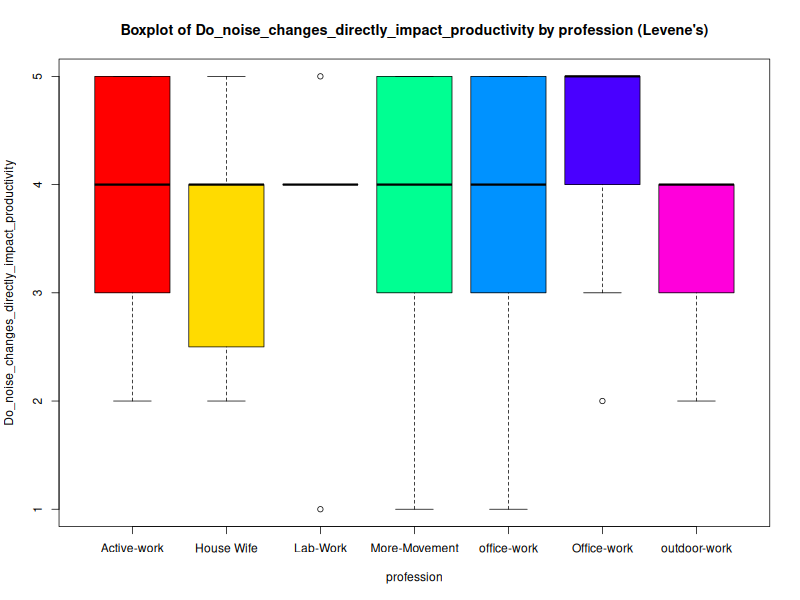 Boxplot of Do_noise_changes_directly_impact_productivity by profession (Levene's)
Do_noise_changes_directly_impact_productivity
5
4
3
2
1
Active-work House Wife Lab-Work More-Movement office-work Office-work outdoor-work
profession